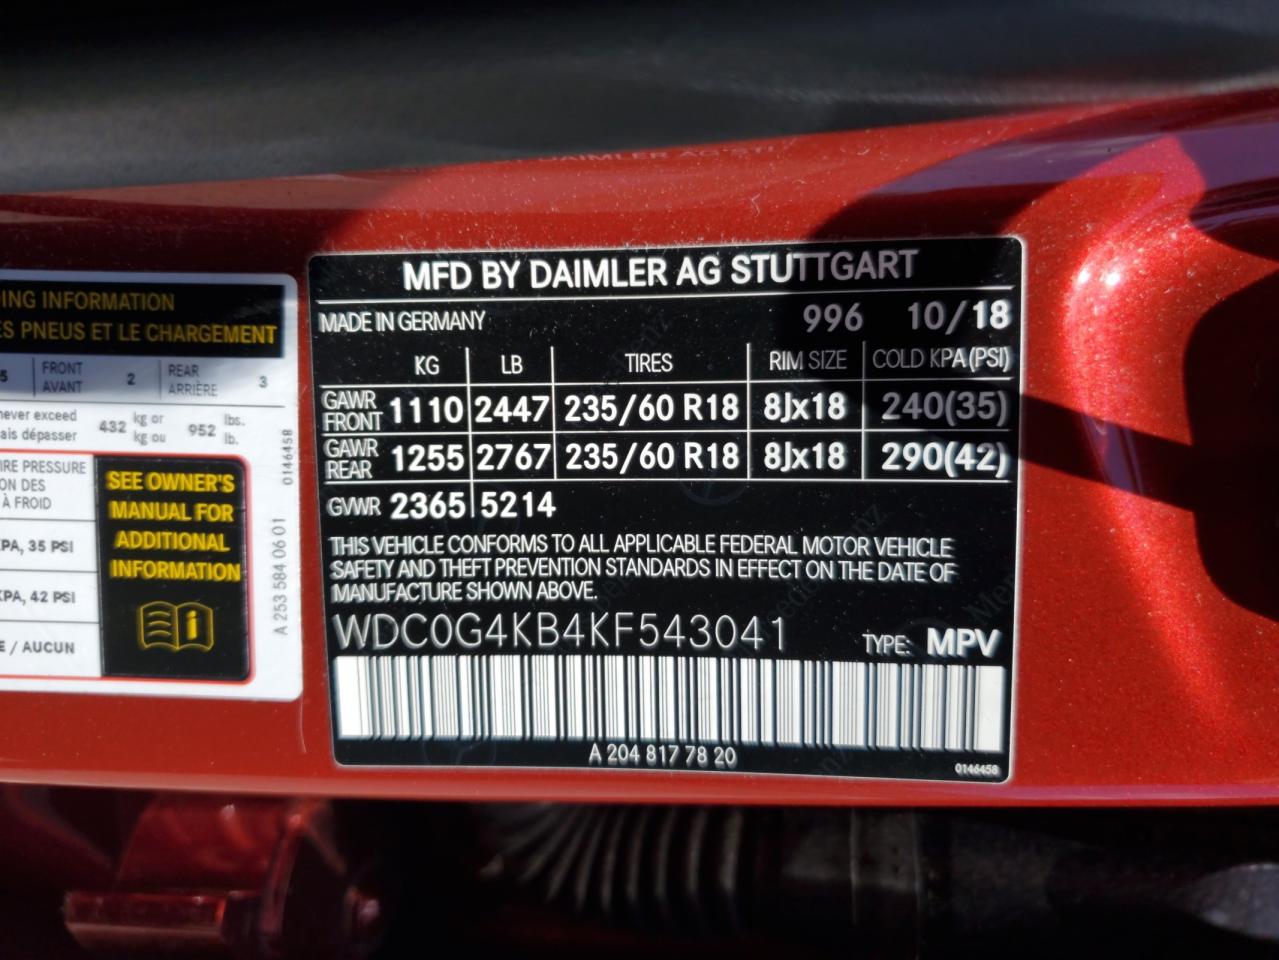 DING INFORMATION
ES PNEUS ET LE CHARGEMENT
5 FRONT AVANT 2 REAR ARRIÈRE 3
never exceed 432 kg or 952 lbs.
ais dépasser kg ou lb.
IRE PRESSURE
ON DES
À FROID
PA, 35 PSI
KPA, 42 PSI
E / AUCUN
SEE OWNER'S
MANUAL FOR
ADDITIONAL
INFORMATION
0146458
A 253 584 06 01
MFD BY DAIMLER AG STUTTGART
MADE IN GERMANY 996 10/18
KG LB TIRES RIM SIZE COLD KPA(PSI)
GAWR FRONT 1110 2447 235/60 R18 8Jx18 240(35)
GAWR REAR 1255 2767 235/60 R18 8Jx18 290(42)
GVWR 2365 5214
THIS VEHICLE CONFORMS TO ALL APPLICABLE FEDERAL MOTOR VEHICLE
SAFETY AND THEFT PREVENTION STANDARDS IN EFFECT ON THE DATE OF
MANUFACTURE SHOWN ABOVE.
WDC0G4KB4KF543041 TYPE: MPV
A 204 817 78 20
0146458